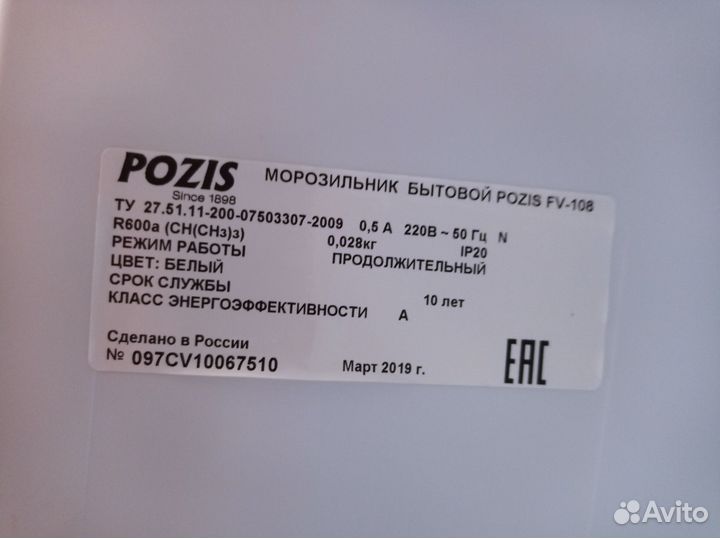 POZIS
Since 1898
МОРОЗИЛЬНИК БЫТОВОЙ POZIS FV-108
ТУ 27.51.11-200-07503307-2009 0,5 А 220В ~ 50 Гц N
R600a (CH(CH3)3) 0,028кг IP20
РЕЖИМ РАБОТЫ ПРОДОЛЖИТЕЛЬНЫЙ
ЦВЕТ: БЕЛЫЙ
СРОК СЛУЖБЫ 10 лет
КЛАСС ЭНЕРГОЭФФЕКТИВНОСТИ А
Сделано в России
№ 097CV10067510 Март 2019 г.
EAC
Avito